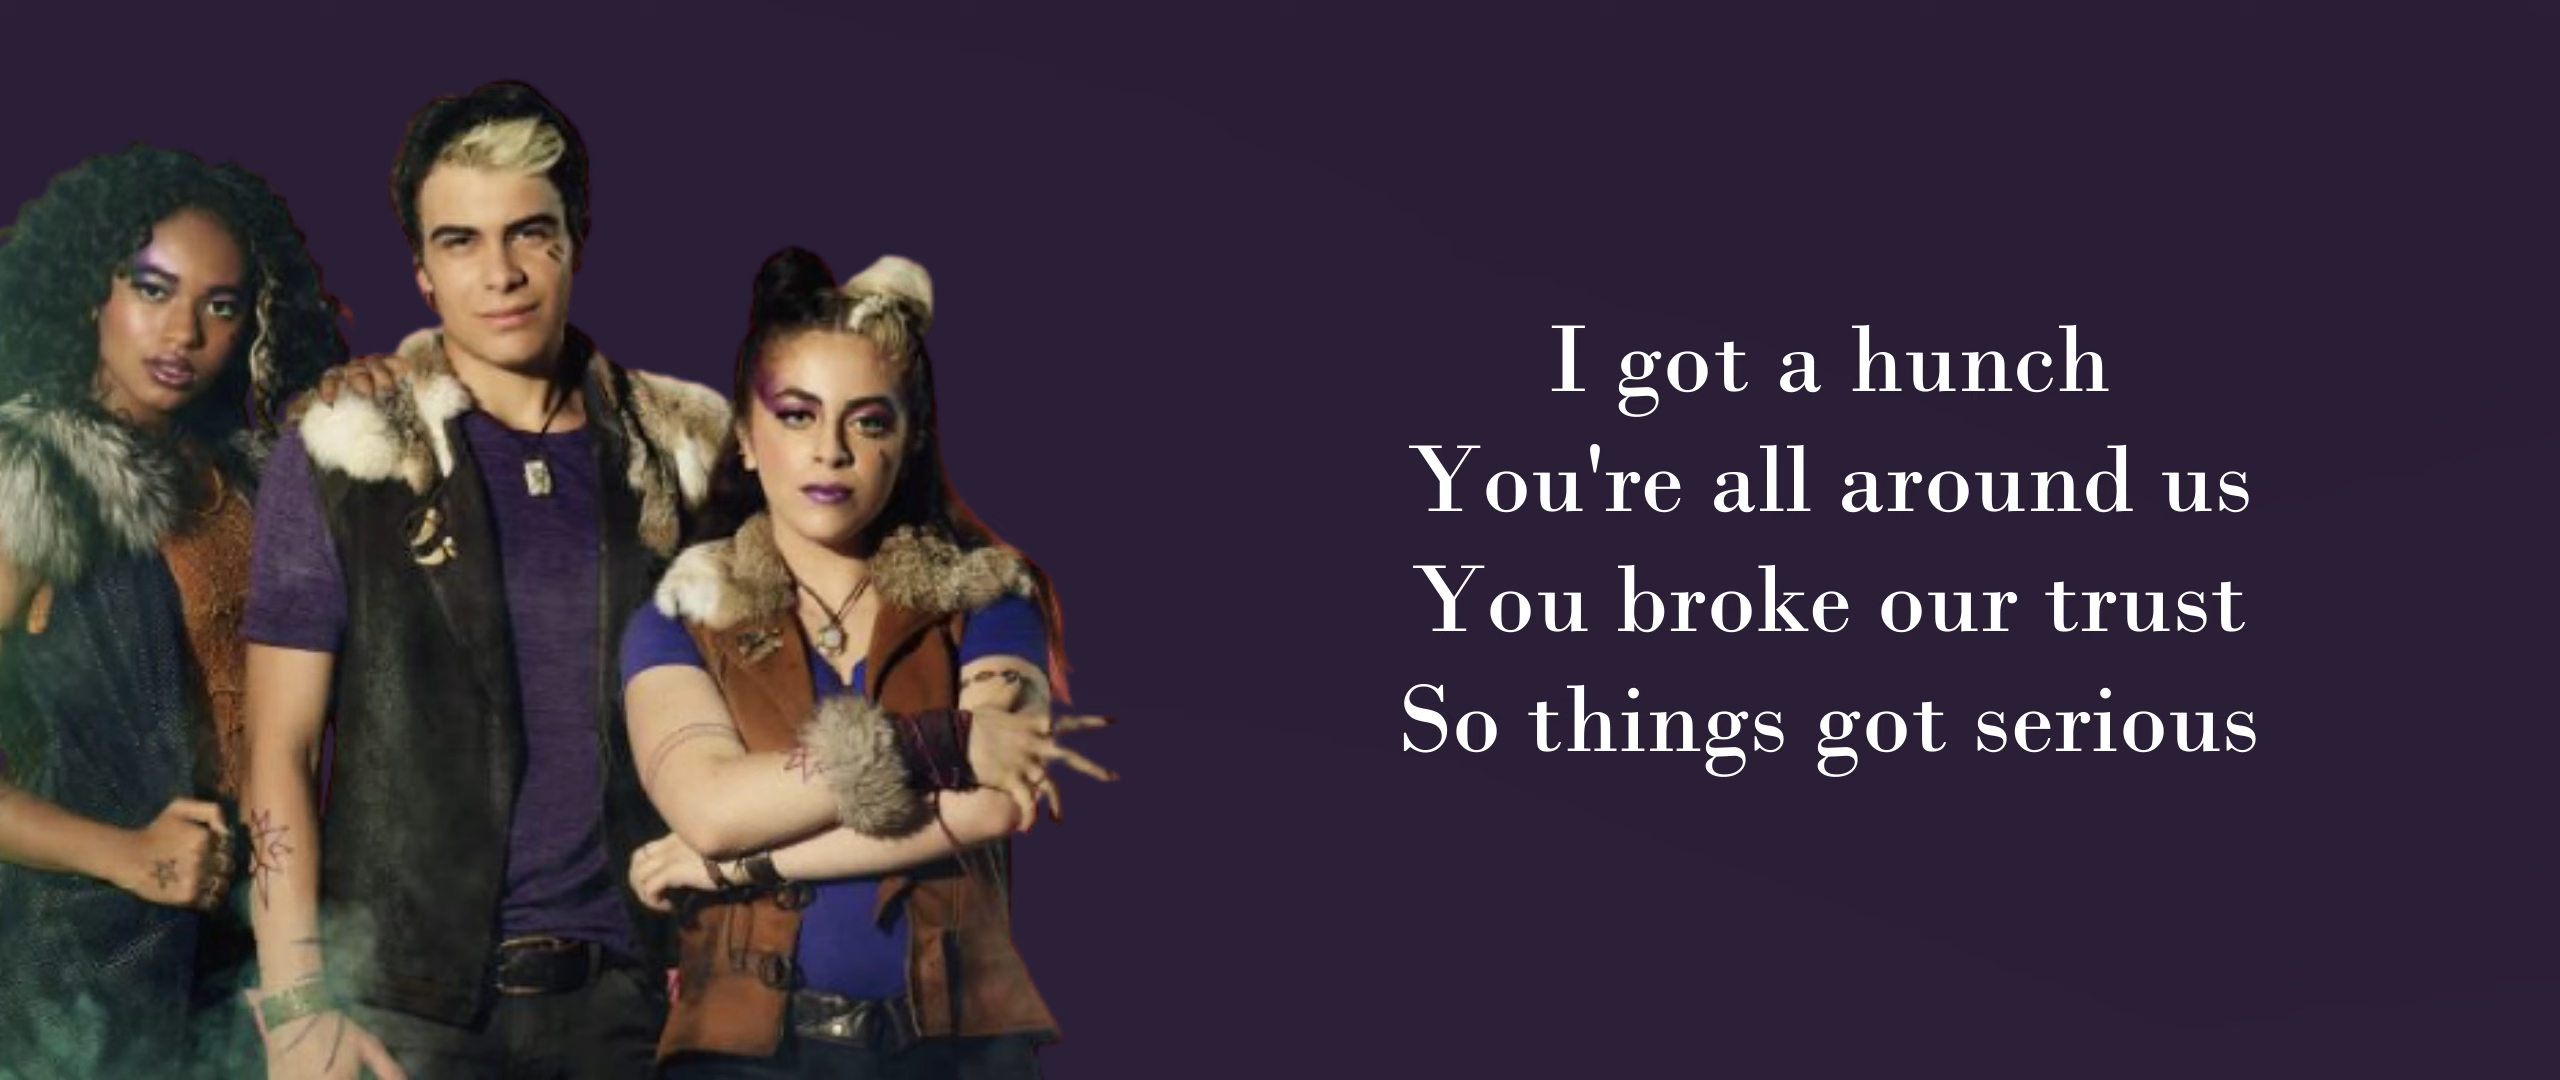 I got a hunch
You're all around us
You broke our trust
So things got serious